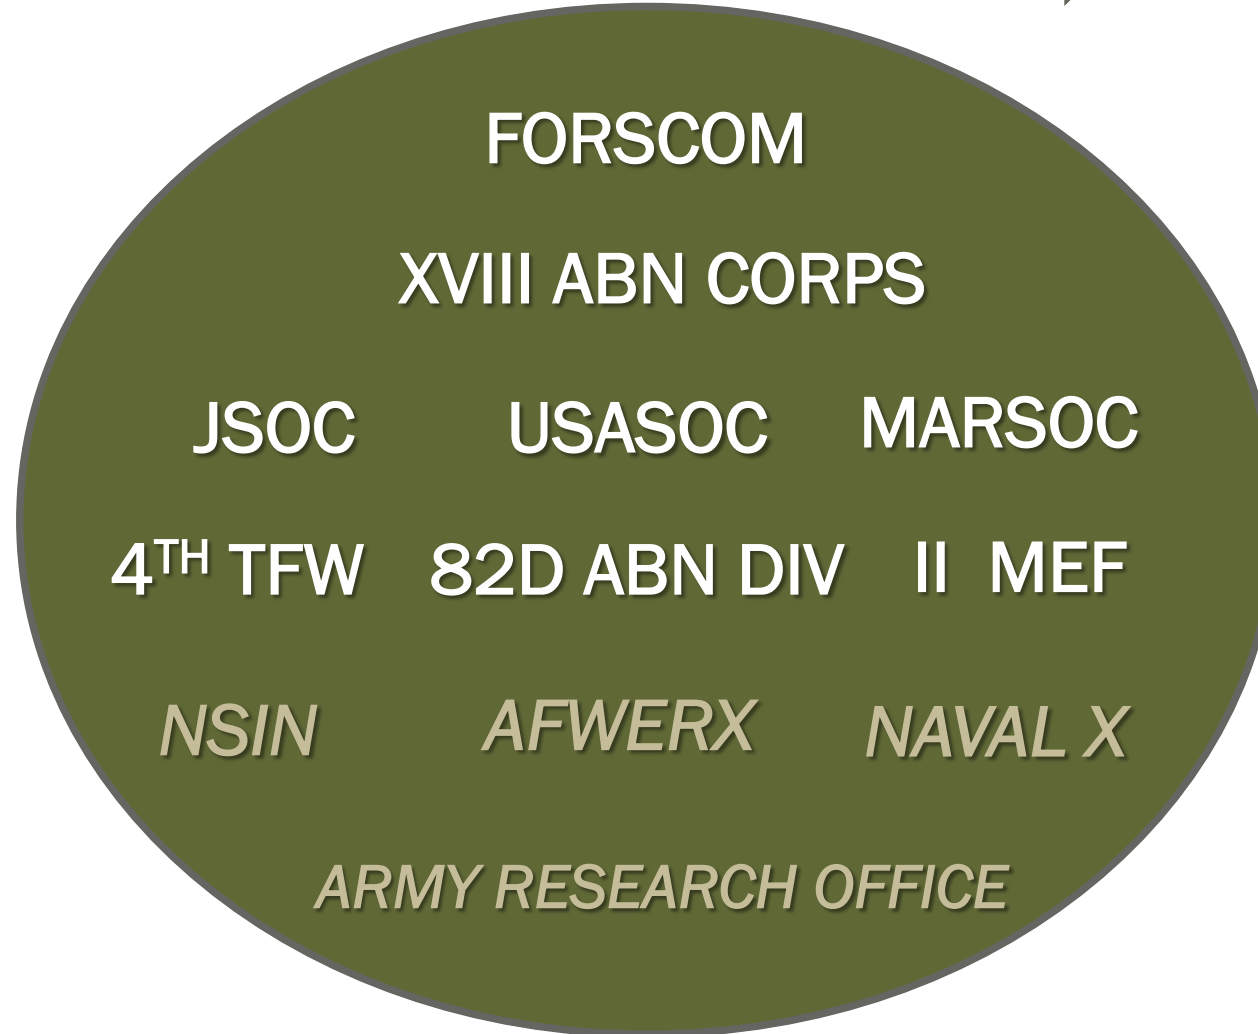 FORSCOM
XVIII ABN CORPS
JSOC USASOC MARSOC
4TH TFW 82D ABN DIV II MEF
NSIN AFWERX NAVAL X
ARMY RESEARCH OFFICE